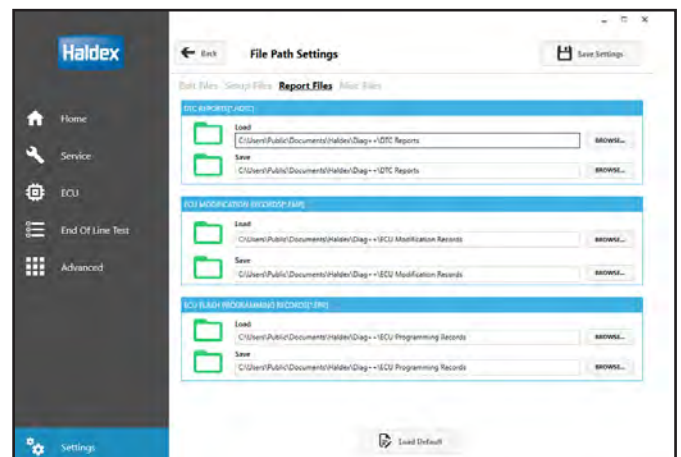 Haldex
Back
File Path Settings
Save Settings
Edit Files Setup Files Report Files Misc Files
Home
Service
ECU
End Of Line Test
Advanced
Settings
DTC REPORTS[*.HDTC]
Load
C:\Users\Public\Documents\Haldex\Diag++\DTC Reports
BROWSE...
Save
C:\Users\Public\Documents\Haldex\Diag++\DTC Reports
BROWSE...
ECU MODIFICATION RECORDS[*.EMR]
Load
C:\Users\Public\Documents\Haldex\Diag++\ECU Modification Records
BROWSE...
Save
C:\Users\Public\Documents\Haldex\Diag++\ECU Modification Records
BROWSE...
ECU FLASH PROGRAMMING RECORDS[*.EPR]
Load
C:\Users\Public\Documents\Haldex\Diag++\ECU Programming Records
BROWSE...
Save
C:\Users\Public\Documents\Haldex\Diag++\ECU Programming Records
BROWSE...
Load Default